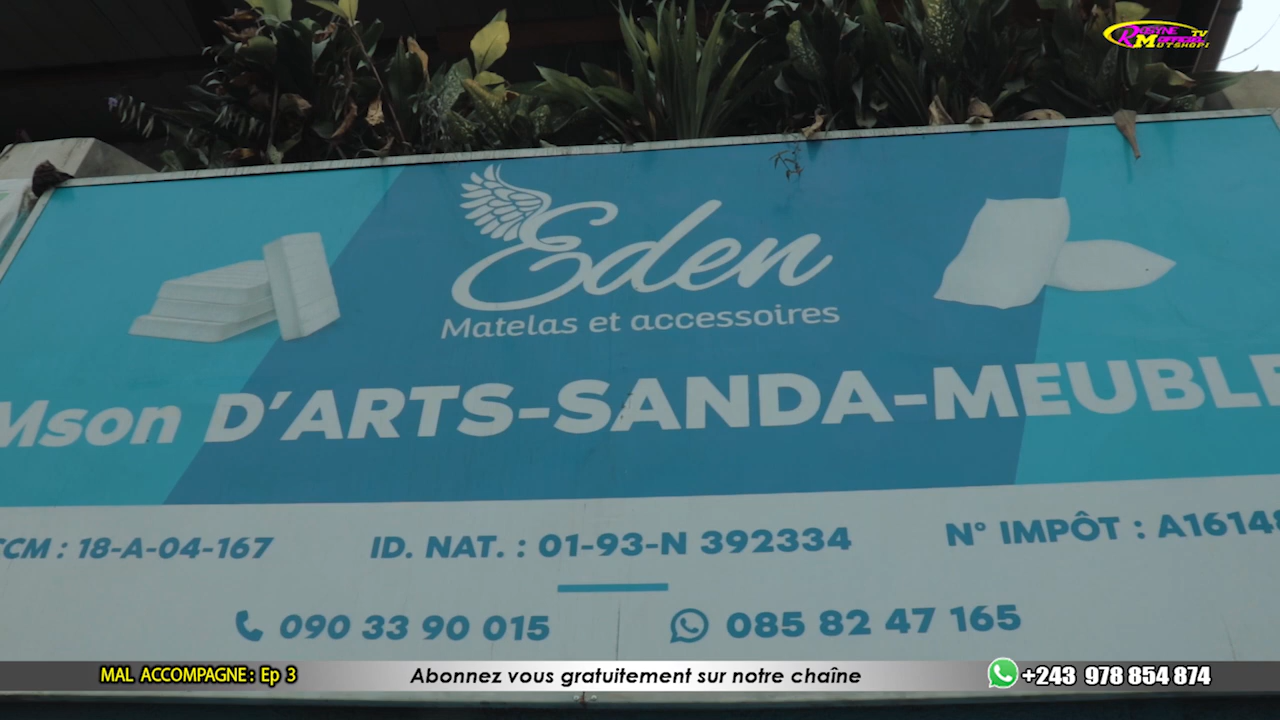 Eden
Matelas et accessoires
Mson D'ARTS-SANDA-MEUBLE
CCM : 18-A-04-167
ID. NAT. : 01-93-N 392334
N° IMPÔT : A16148
090 33 90 015
085 82 47 165
MAL ACCOMPAGNE: Ep 3
Abonnez vous gratuitement sur notre chaîne
+243 978 854 874